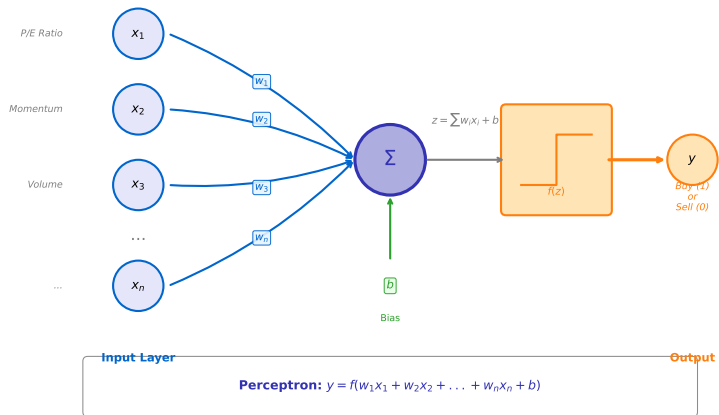 P/E Ratio
x₁
w₁
Momentum
x₂
w₂
z = ∑wᵢxᵢ + b
Σ
f(z)
y
Volume
x₃
w₃
Buy (1)
or
Sell (0)
...
wₙ
...
xₙ
b
Bias
Input Layer
Output
Perceptron: y = f(w₁x₁ + w₂x₂ + . . . + wₙxₙ + b)